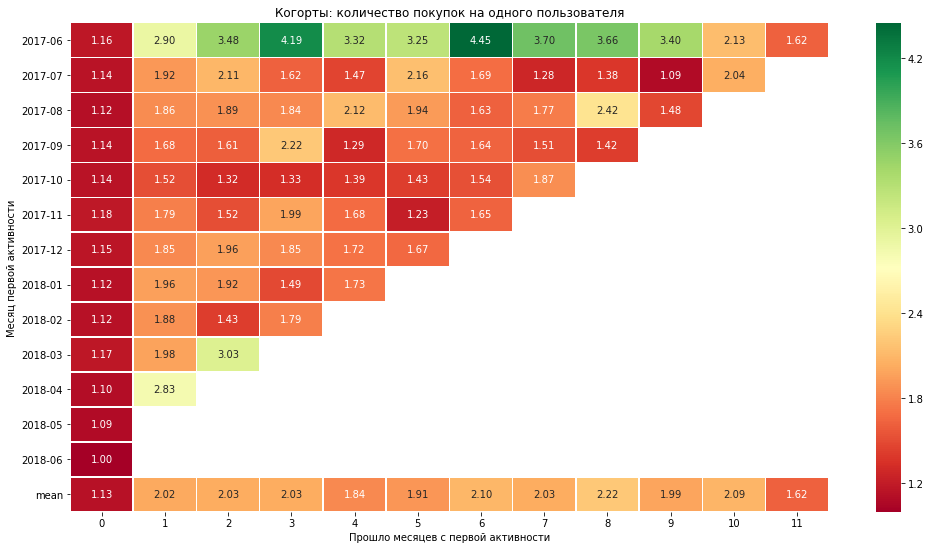 Когорты: количество покупок на одного пользователя
2017-06 1.16 2.90 3.48 4.19 3.32 3.25 4.45 3.70 3.66 3.40 2.13 1.62
2017-07 1.14 1.92 2.11 1.62 1.47 2.16 1.69 1.28 1.38 1.09 2.04
2017-08 1.12 1.86 1.89 1.84 2.12 1.94 1.63 1.77 2.42 1.48
2017-09 1.14 1.68 1.61 2.22 1.29 1.70 1.64 1.51 1.42
2017-10 1.14 1.52 1.32 1.33 1.39 1.43 1.54 1.87
2017-11 1.18 1.79 1.52 1.99 1.68 1.23 1.65
2017-12 1.15 1.85 1.96 1.85 1.72 1.67
2018-01 1.12 1.96 1.92 1.49 1.73
2018-02 1.12 1.88 1.43 1.79
2018-03 1.17 1.98 3.03
2018-04 1.10 2.83
2018-05 1.09
2018-06 1.00
mean 1.13 2.02 2.03 2.03 1.84 1.91 2.10 2.03 2.22 1.99 2.09 1.62
0 1 2 3 4 5 6 7 8 9 10 11
Прошло месяцев с первой активности
Месяц первой активности
4.2
3.6
3.0
2.4
1.8
1.2